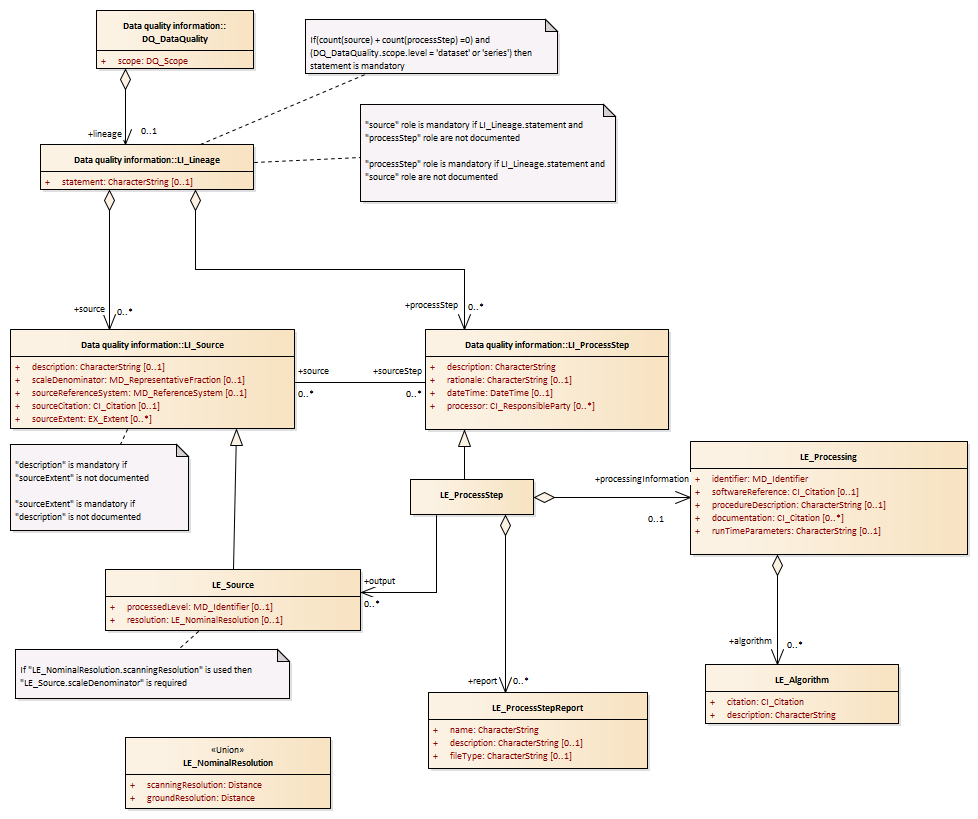 Data quality information::
DQ_DataQuality
+ scope: DQ_Scope
If(count(source) + count(processStep) =0) and
(DQ_DataQuality.scope.level = 'dataset' or 'series') then
statement is mandatory
+lineage 0..1
"source" role is mandatory if LI_Lineage.statement and
"processStep" role are not documented
"processStep" role is mandatory if LI_Lineage.statement and
"source" role are not documented
Data quality information::LI_Lineage
+ statement: CharacterString [0..1]
+source 0..*
+processStep 0..*
Data quality information::LI_Source
+ description: CharacterString [0..1]
+ scaleDenominator: MD_RepresentativeFraction [0..1]
+ sourceReferenceSystem: MD_ReferenceSystem [0..1]
+ sourceCitation: CI_Citation [0..1]
+ sourceExtent: EX_Extent [0..*]
+source +sourceStep
0..* 0..*
Data quality information::LI_ProcessStep
+ description: CharacterString
+ rationale: CharacterString [0..1]
+ dateTime: DateTime [0..1]
+ processor: CI_ResponsibleParty [0..*]
"description" is mandatory if
"sourceExtent" is not documented
"sourceExtent" is mandatory if
"description" is not documented
LE_ProcessStep
+processingInformation
0..1
LE_Processing
+ identifier: MD_Identifier
+ softwareReference: CI_Citation [0..1]
+ procedureDescription: CharacterString [0..1]
+ documentation: CI_Citation [0..*]
+ runTimeParameters: CharacterString [0..1]
LE_Source
+ processedLevel: MD_Identifier [0..1]
+ resolution: LE_NominalResolution [0..1]
+output
0..*
If "LE_NominalResolution.scanningResolution" is used then
"LE_Source.scaleDenominator" is required
+report 0..*
+algorithm 0..*
LE_ProcessStepReport
+ name: CharacterString
+ description: CharacterString [0..1]
+ fileType: CharacterString [0..1]
LE_Algorithm
+ citation: CI_Citation
+ description: CharacterString
«Union»
LE_NominalResolution
+ scanningResolution: Distance
+ groundResolution: Distance